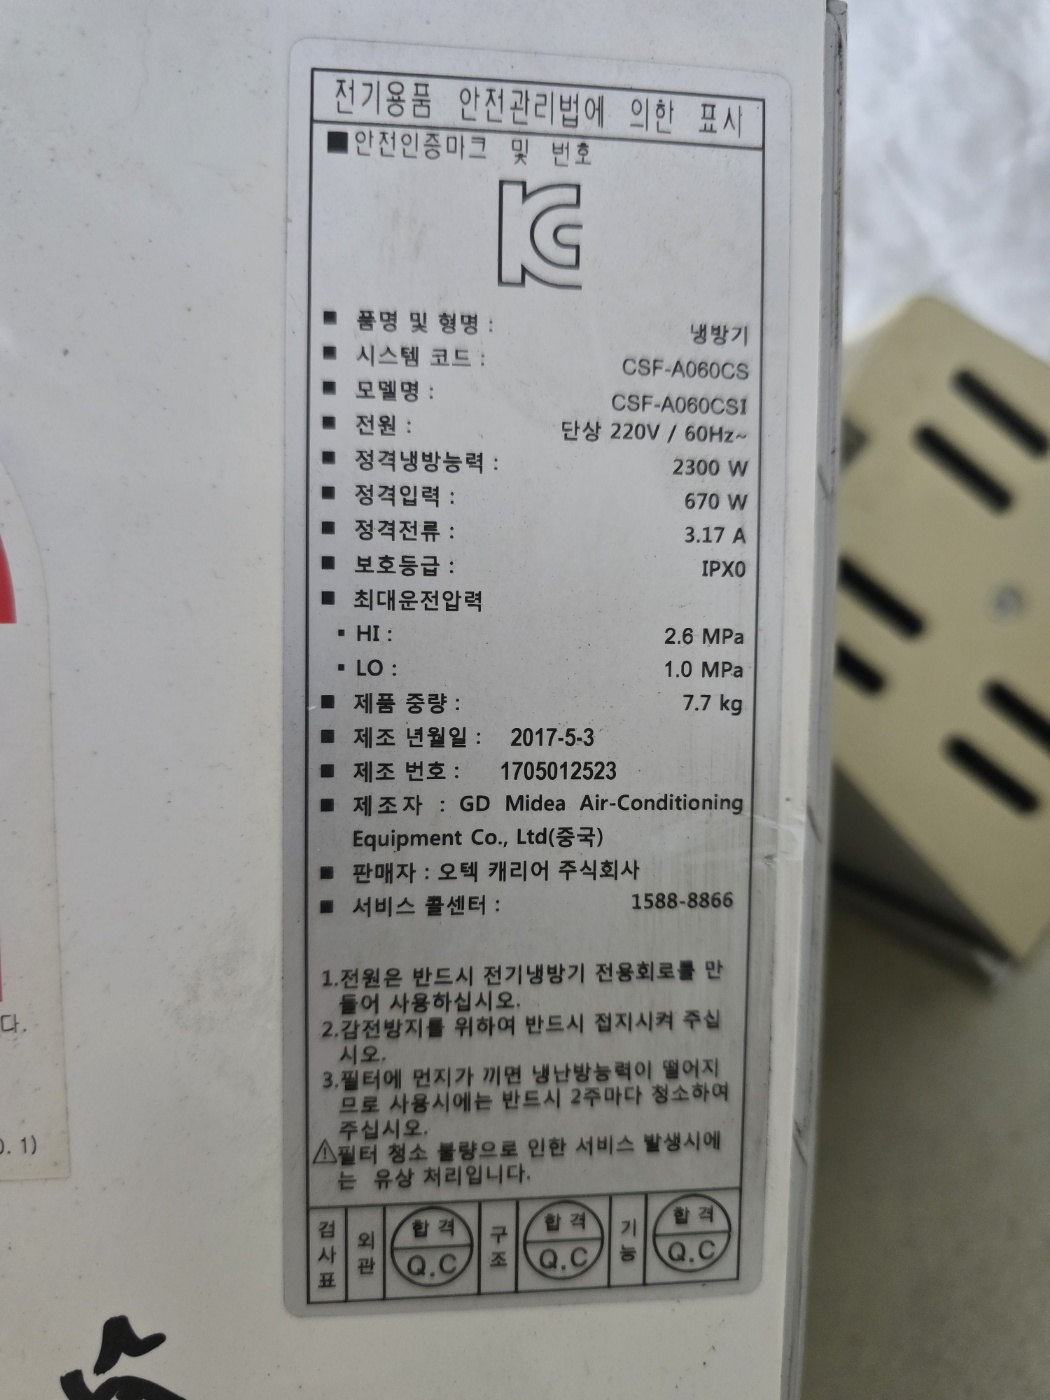 전기용품 안전관리법에 의한 표시
■안전인증마크 및 번호
KC
■ 품명 및 형명 : 냉방기
■ 시스템 코드 : CSF-A060CS
■ 모델명 : CSF-A060CSI
■ 전원 : 단상 220V / 60Hz~
■ 정격냉방능력 : 2300 W
■ 정격입력 : 670 W
■ 정격전류 : 3.17 A
■ 보호등급 : IPX0
■ 최대운전압력
▪ HI : 2.6 MPa
▪ LO : 1.0 MPa
■ 제품 중량 : 7.7 kg
■ 제조 년월일 : 2017-5-3
■ 제조 번호 : 1705012523
■ 제조자 : GD Midea Air-Conditioning
Equipment Co., Ltd(중국)
■ 판매자 : 오텍 캐리어 주식회사
■ 서비스 콜센터 : 1588-8866
1.전원은 반드시 전기냉방기 전용회로를 만
들어 사용하십시오.
2.감전방지를 위하여 반드시 접지시켜 주십
시오.
3.필터에 먼지가 끼면 냉난방능력이 떨어지
므로 사용시에는 반드시 2주마다 청소하여
주십시오.
⚠필터 청소 불량으로 인한 서비스 발생시에
는 유상 처리입니다.
검사표 외관 합격 Q.C 구조 합격 Q.C 기능 합격 Q.C
다.
0. 1)